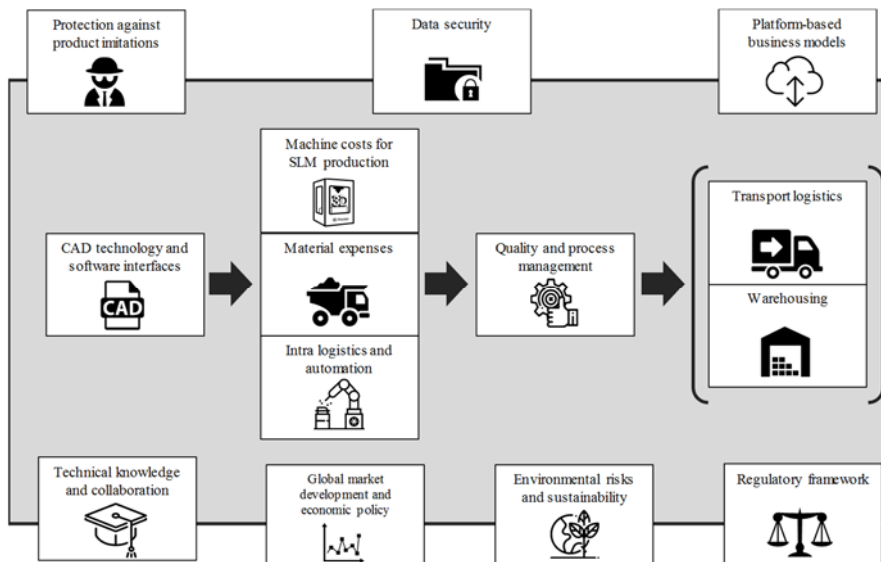 Protection against
product imitations
Data security
Platform-based
business models
Machine costs for
SLM production
CAD technology and
software interfaces
CAD
Material expenses
Quality and process
management
Transport logistics
Warehousing
Intra logistics and
automation
Technical knowledge
and collaboration
Global market
development and
economic policy
Environmental risks
and sustainability
Regulatory framework